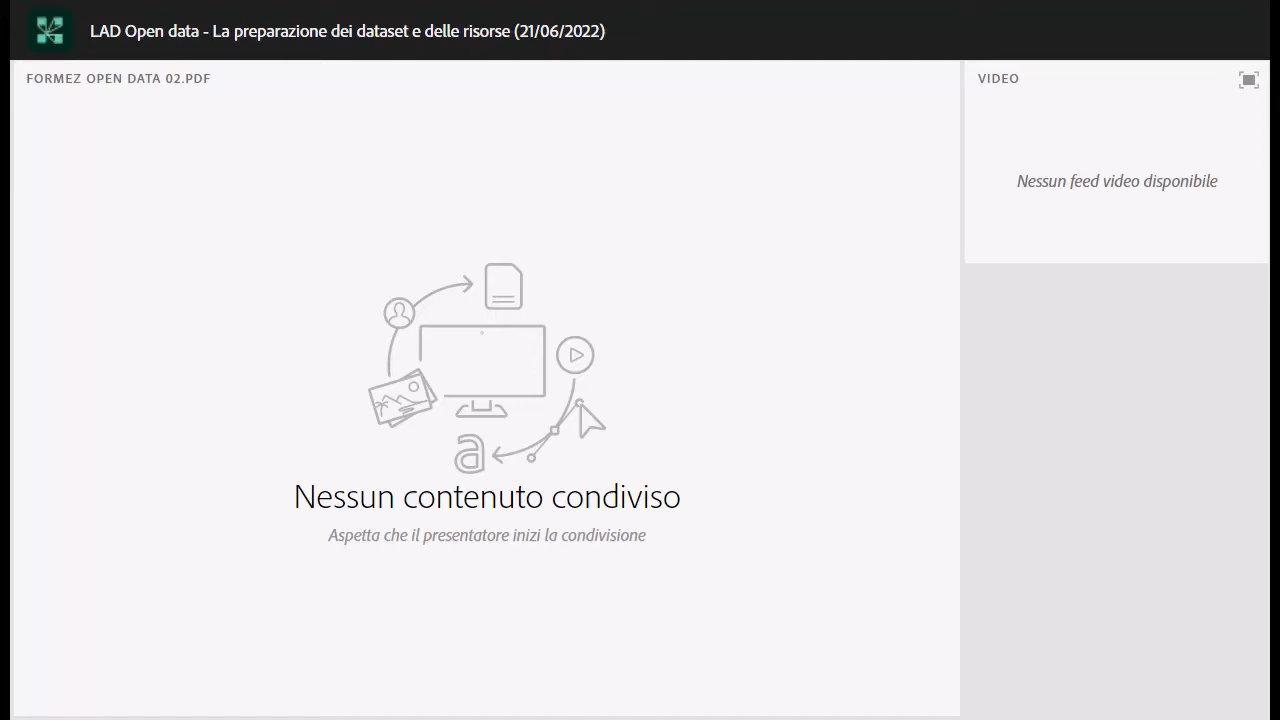 LAD Open data - La preparazione dei dataset e delle risorse (21/06/2022)
FORMEZ OPEN DATA 02.PDF
VIDEO
Nessun feed video disponibile
a
Nessun contenuto condiviso
Aspetta che il presentatore inizi la condivisione